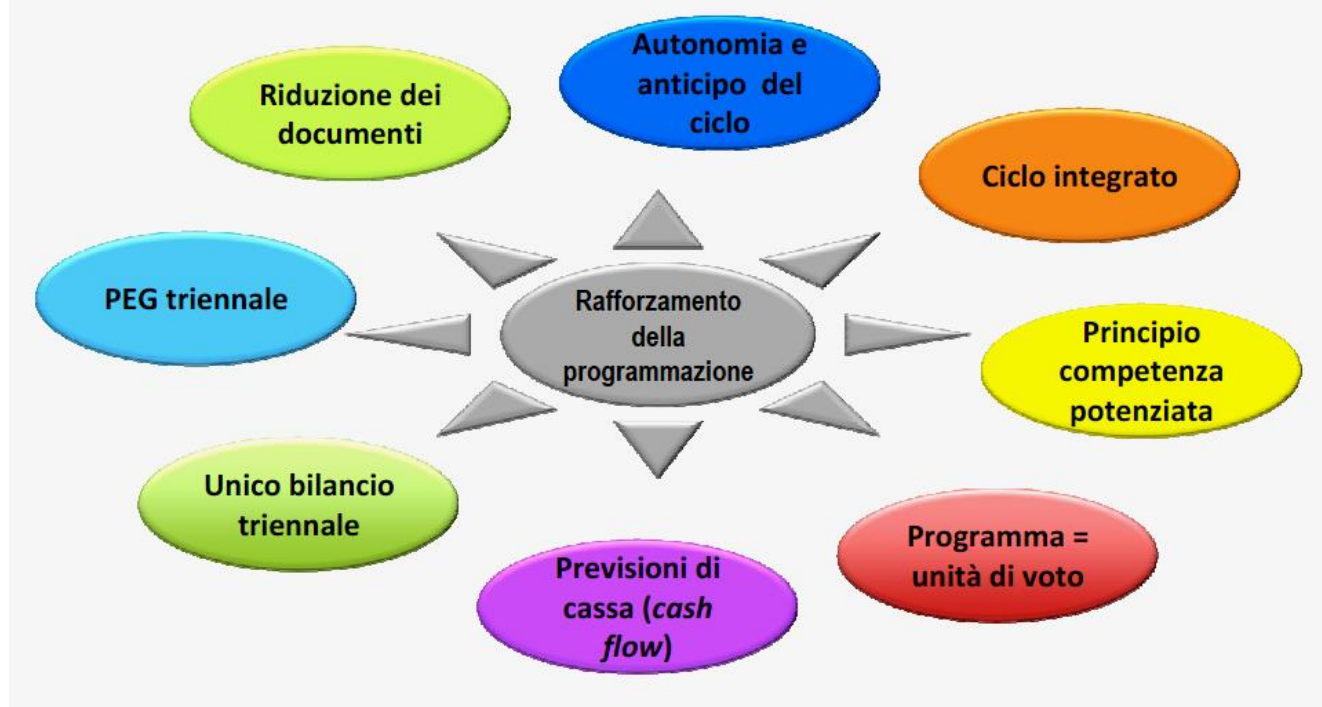 Autonomia e
anticipo del
ciclo
Riduzione dei
documenti
Ciclo integrato
PEG triennale
Rafforzamento
della
programmazione
Principio
competenza
potenziata
Unico bilancio
triennale
Programma =
unità di voto
Previsioni di
cassa (cash
flow)